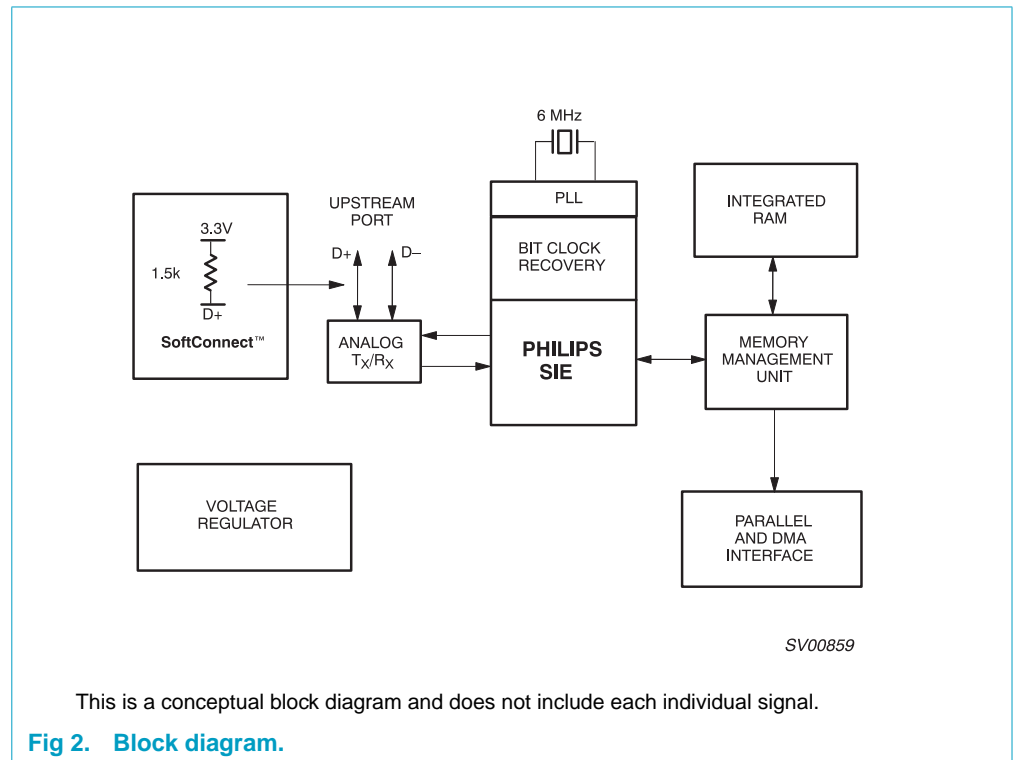 6 MHz
PLL
BIT CLOCK
RECOVERY
PHILIPS
SIE
3.3V
1.5k
D+
SoftConnect™
UPSTREAM
PORT
D+
D–
ANALOG
TX/RX
INTEGRATED
RAM
MEMORY
MANAGEMENT
UNIT
VOLTAGE
REGULATOR
PARALLEL
AND DMA
INTERFACE
SV00859
This is a conceptual block diagram and does not include each individual signal.
Fig 2. Block diagram.